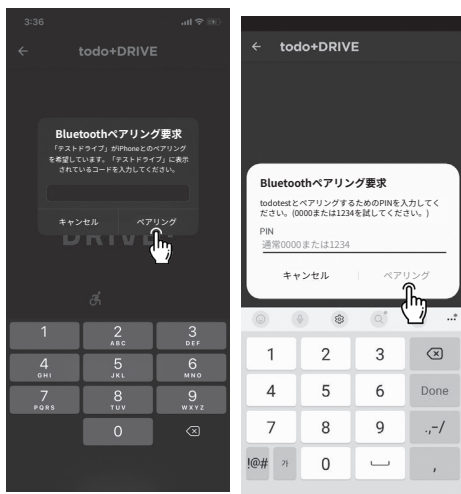 3:36
todo+DRIVE
Bluetoothペアリング要求
「テストドライブ」がiPhoneとのペアリング
を希望しています。「テストドライブ」に表示
されているコードを入力してください。
キャンセル
ペアリング
DRIVE+
1
2
ABC
3
DEF
4
GHI
5
JKL
6
MNO
7
PQRS
8
TUV
9
WXYZ
0
todo+DRIVE
Bluetoothペアリング要求
todotestとペアリングするためのPINを入力してく
ださい。(0000または1234を試してください。)
PIN
通常0000または1234
キャンセル
ペアリング
1
2
3
4
5
6
Done
7
8
9
.,-/
!@#
가
0
,